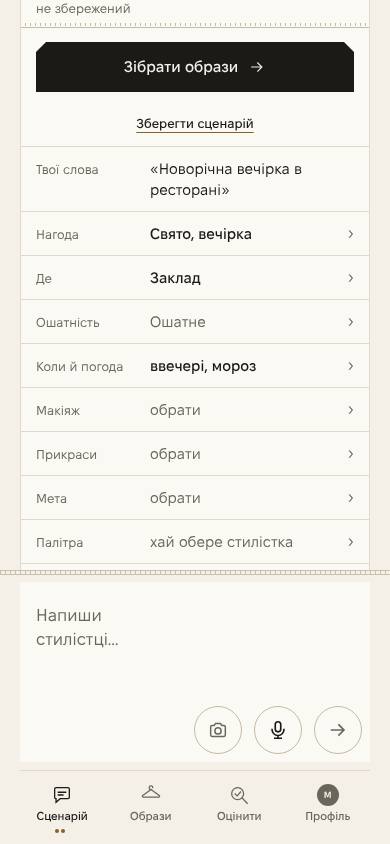 не збережений
Зібрати образи →
Зберегти сценарій
Твої слова «Новорічна вечірка в
ресторані»
Нагода Свято, вечірка
Де Заклад
Ошатність Ошатне
Коли й погода ввечері, мороз
Макіяж обрати
Прикраси обрати
Мета обрати
Палітра хай обере стилістка
Напиши
стилістці...
М
Сценарій Образи Оцінити Профіль